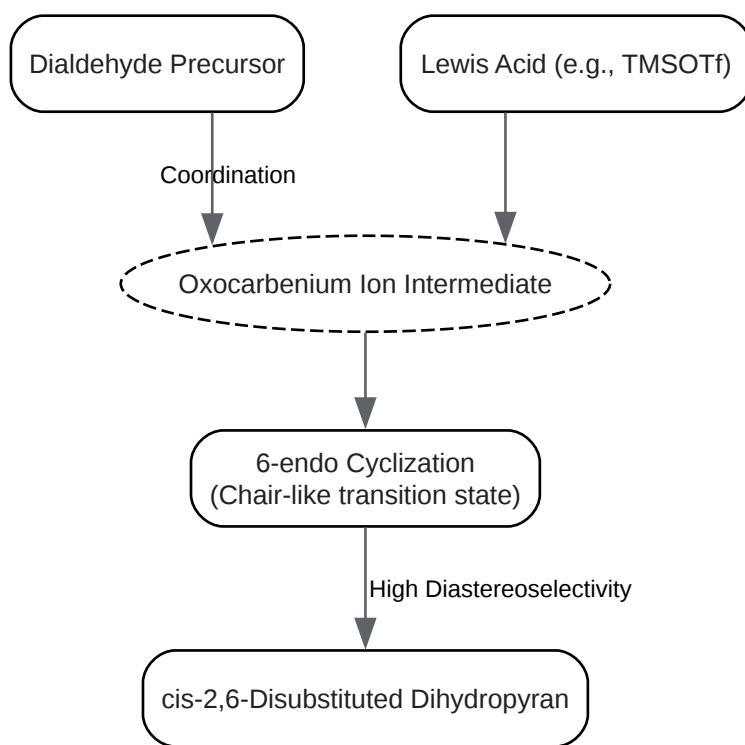 Dialdehyde Precursor
Lewis Acid (e.g., TMSOTf)
Coordination
Oxocarbenium Ion Intermediate
6-endo Cyclization
(Chair-like transition state)
High Diastereoselectivity
cis-2,6-Disubstituted Dihydropyran